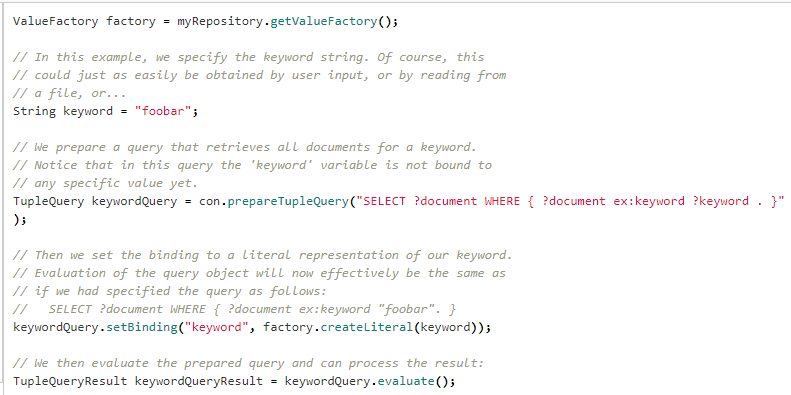 ValueFactory factory = myRepository.getValueFactory();
// In this example, we specify the keyword string. Of course, this
// could just as easily be obtained by user input, or by reading from
// a file, or...
String keyword = "foobar";
// We prepare a query that retrieves all documents for a keyword.
// Notice that in this query the 'keyword' variable is not bound to
// any specific value yet.
TupleQuery keywordQuery = con.prepareTupleQuery("SELECT ?document WHERE { ?document ex:keyword ?keyword . }"
);
// Then we set the binding to a literal representation of our keyword.
// Evaluation of the query object will now effectively be the same as
// if we had specified the query as follows:
//   SELECT ?document WHERE { ?document ex:keyword "foobar". }
keywordQuery.setBinding("keyword", factory.createLiteral(keyword));
// We then evaluate the prepared query and can process the result:
TupleQueryResult keywordQueryResult = keywordQuery.evaluate();